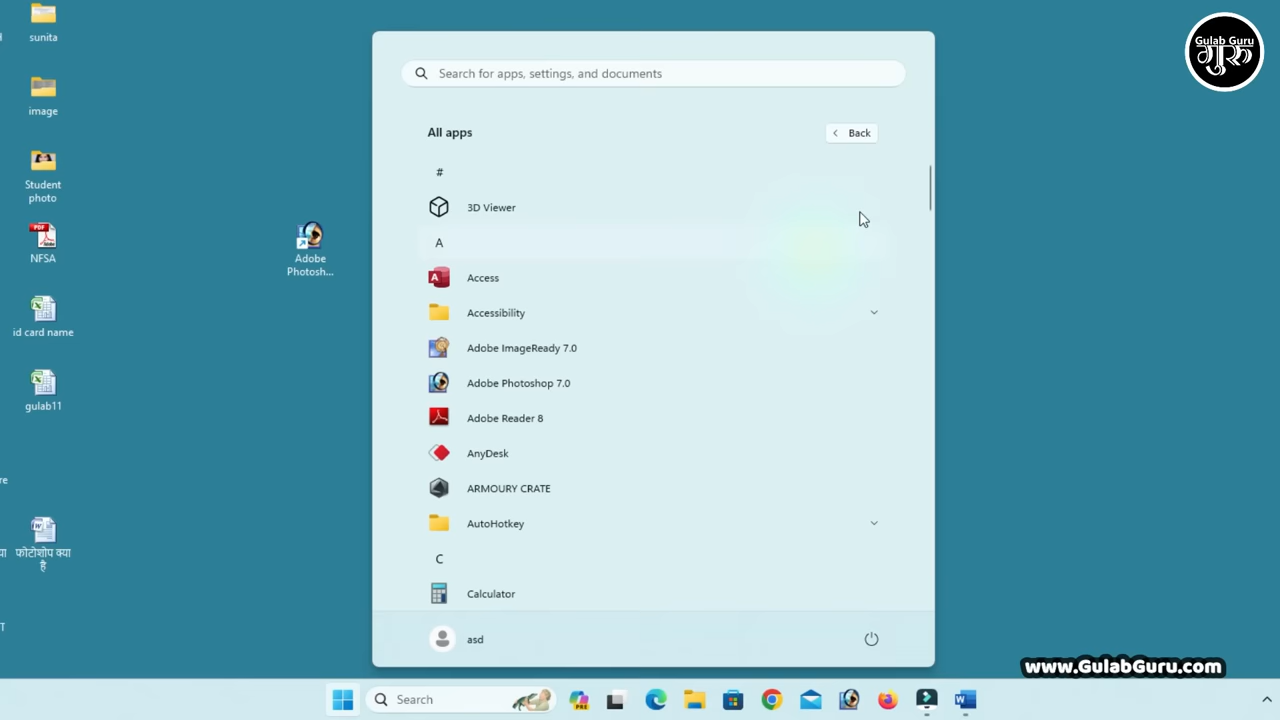 sunita
image
Student
photo
NFSA
id card name
gulab11
re
या
फोटोशोप क्या
है
T
Adobe
Photosh...
Search for apps, settings, and documents
All apps
Back
#
3D Viewer
A
Access
Accessibility
Adobe ImageReady 7.0
Adobe Photoshop 7.0
Adobe Reader 8
AnyDesk
ARMOURY CRATE
AutoHotkey
C
Calculator
asd
Search
PRE
Gulab Guru
गुरु
www.GulabGuru.com